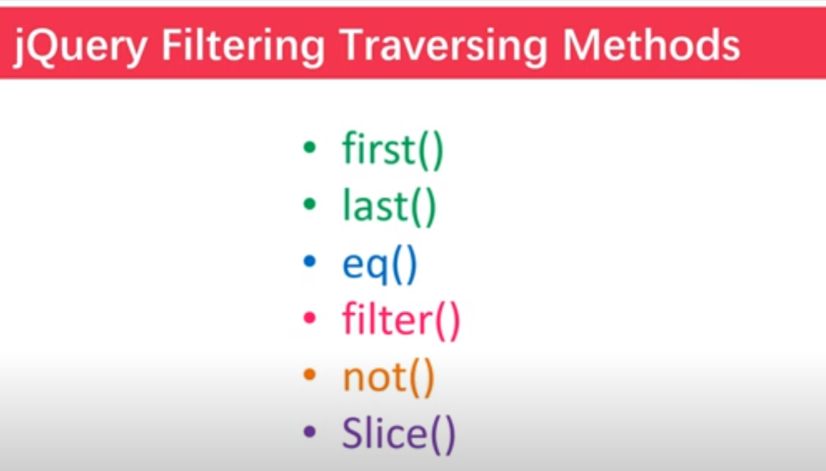 jQuery Filtering Traversing Methods
• first()
• last()
• eq()
• filter()
• not()
• Slice()